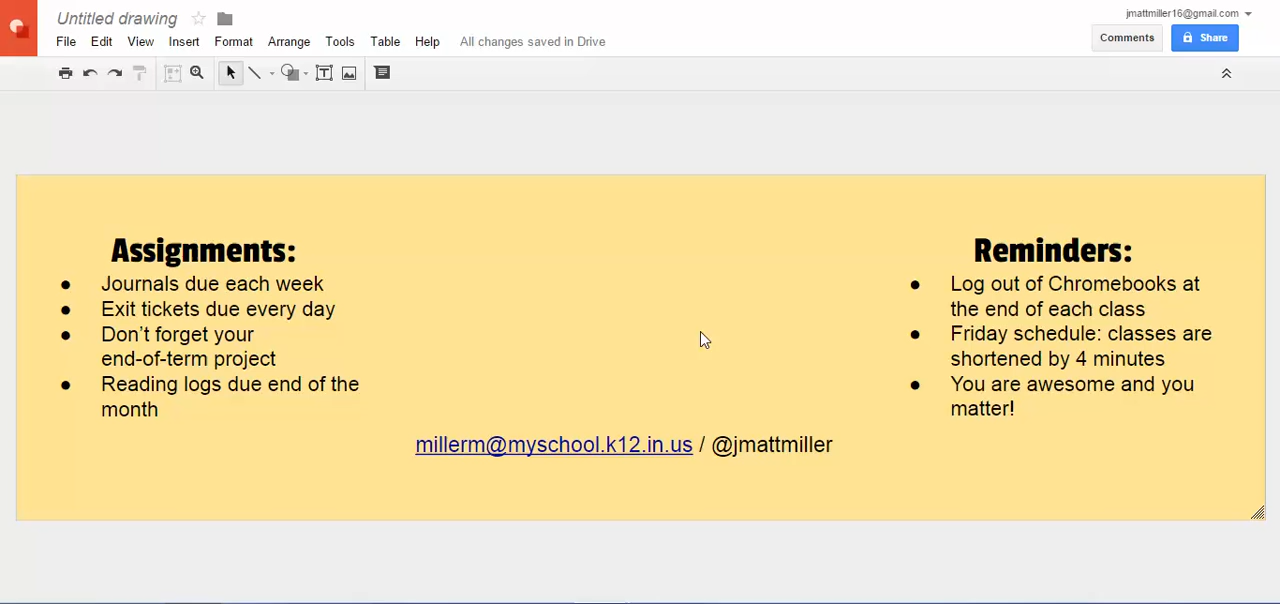 Untitled drawing
jmattmiller16@gmail.com
File Edit View Insert Format Arrange Tools Table Help All changes saved in Drive
Comments Share
Assignments:
● Journals due each week
● Exit tickets due every day
● Don’t forget your
end-of-term project
● Reading logs due end of the
month
Reminders:
● Log out of Chromebooks at
the end of each class
● Friday schedule: classes are
shortened by 4 minutes
● You are awesome and you
matter!
millerm@myschool.k12.in.us / @jmattmiller